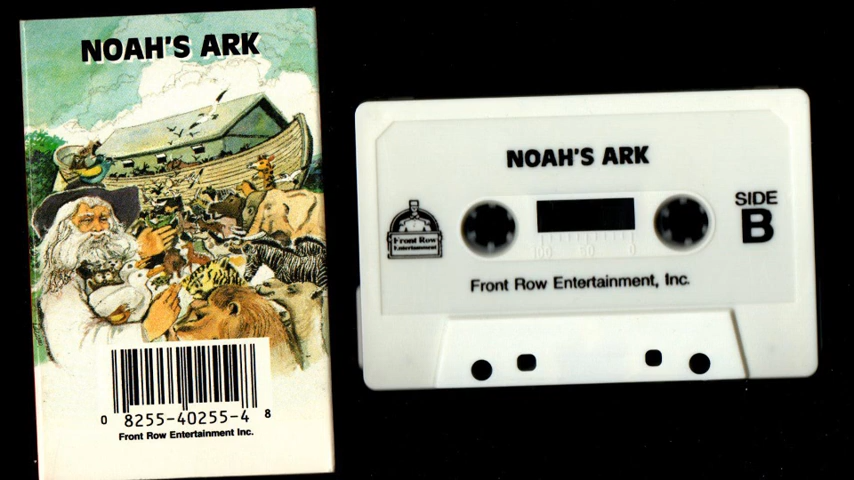 NOAH'S ARK
0 8255-40255-4 8
Front Row Entertainment Inc.
NOAH'S ARK
SIDE
B
Front Row
Entertainment
100 50 0
Front Row Entertainment, Inc.